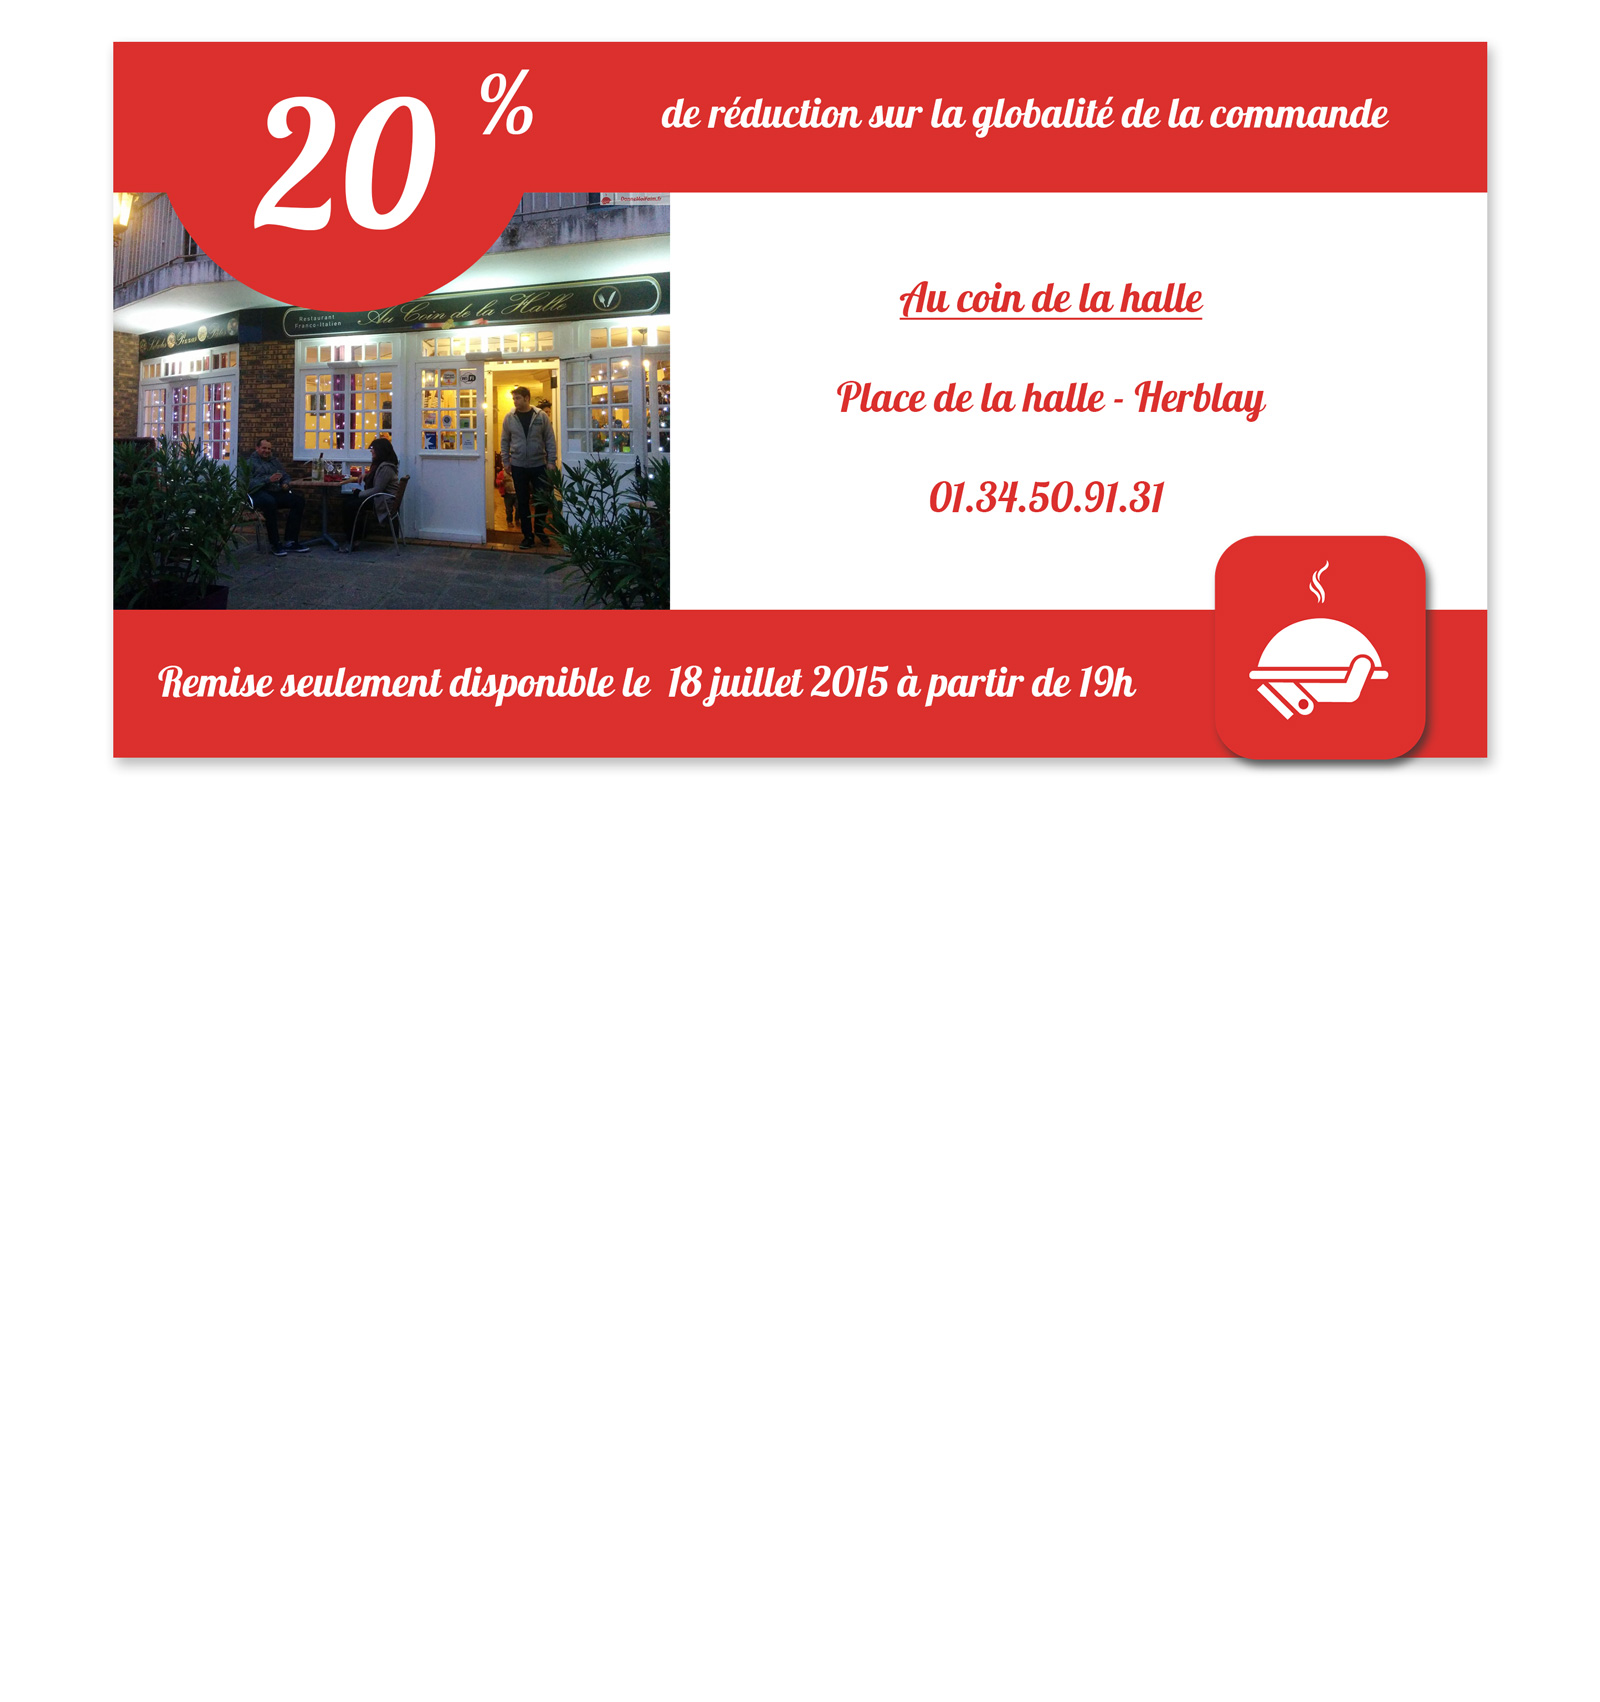 20 %
de réduction sur la globalité de la commande
Restaurant
Franco-Italien
Au Coin de la Halle
Au coin de la halle
Place de la halle - Herblay
01.34.50.91.31
Remise seulement disponible le 18 juillet 2015 à partir de 19h